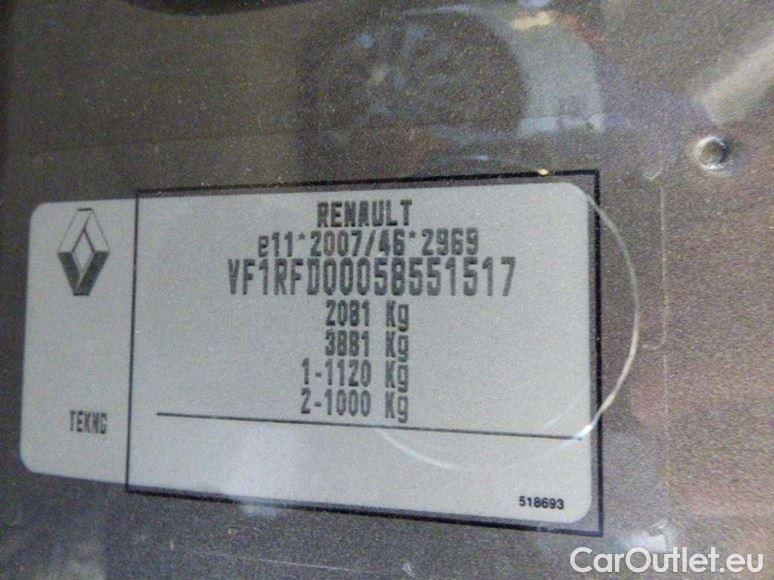 RENAULT
e11*2007/46*2969
VF1RFD00058551517
2081 Kg
3881 Kg
1-1120 Kg
2-1000 Kg
TEKNG
518693
CarOutlet.eu